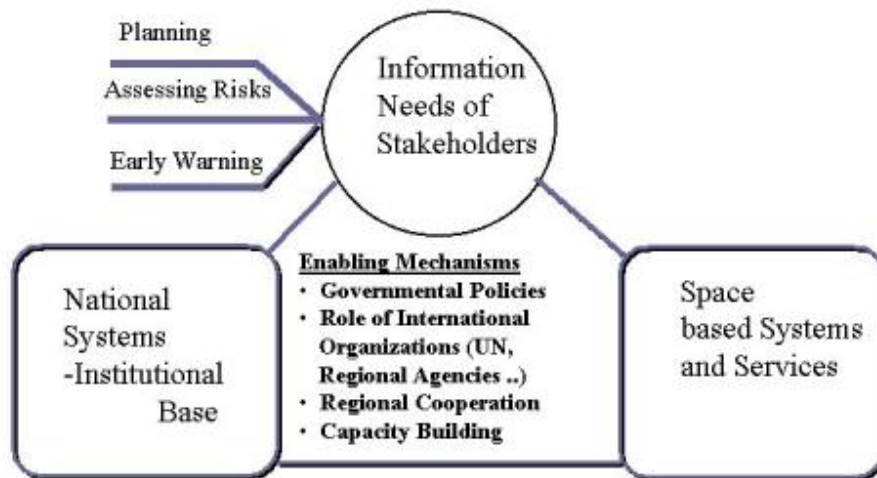 Planning
Assessing Risks
Early Warning
Information
Needs of
Stakeholders
National
Systems
-Institutional
Base
Enabling Mechanisms
• Governmental Policies
• Role of International
Organizations (UN,
Regional Agencies ..)
• Regional Cooperation
• Capacity Building
Space
based Systems
and Services